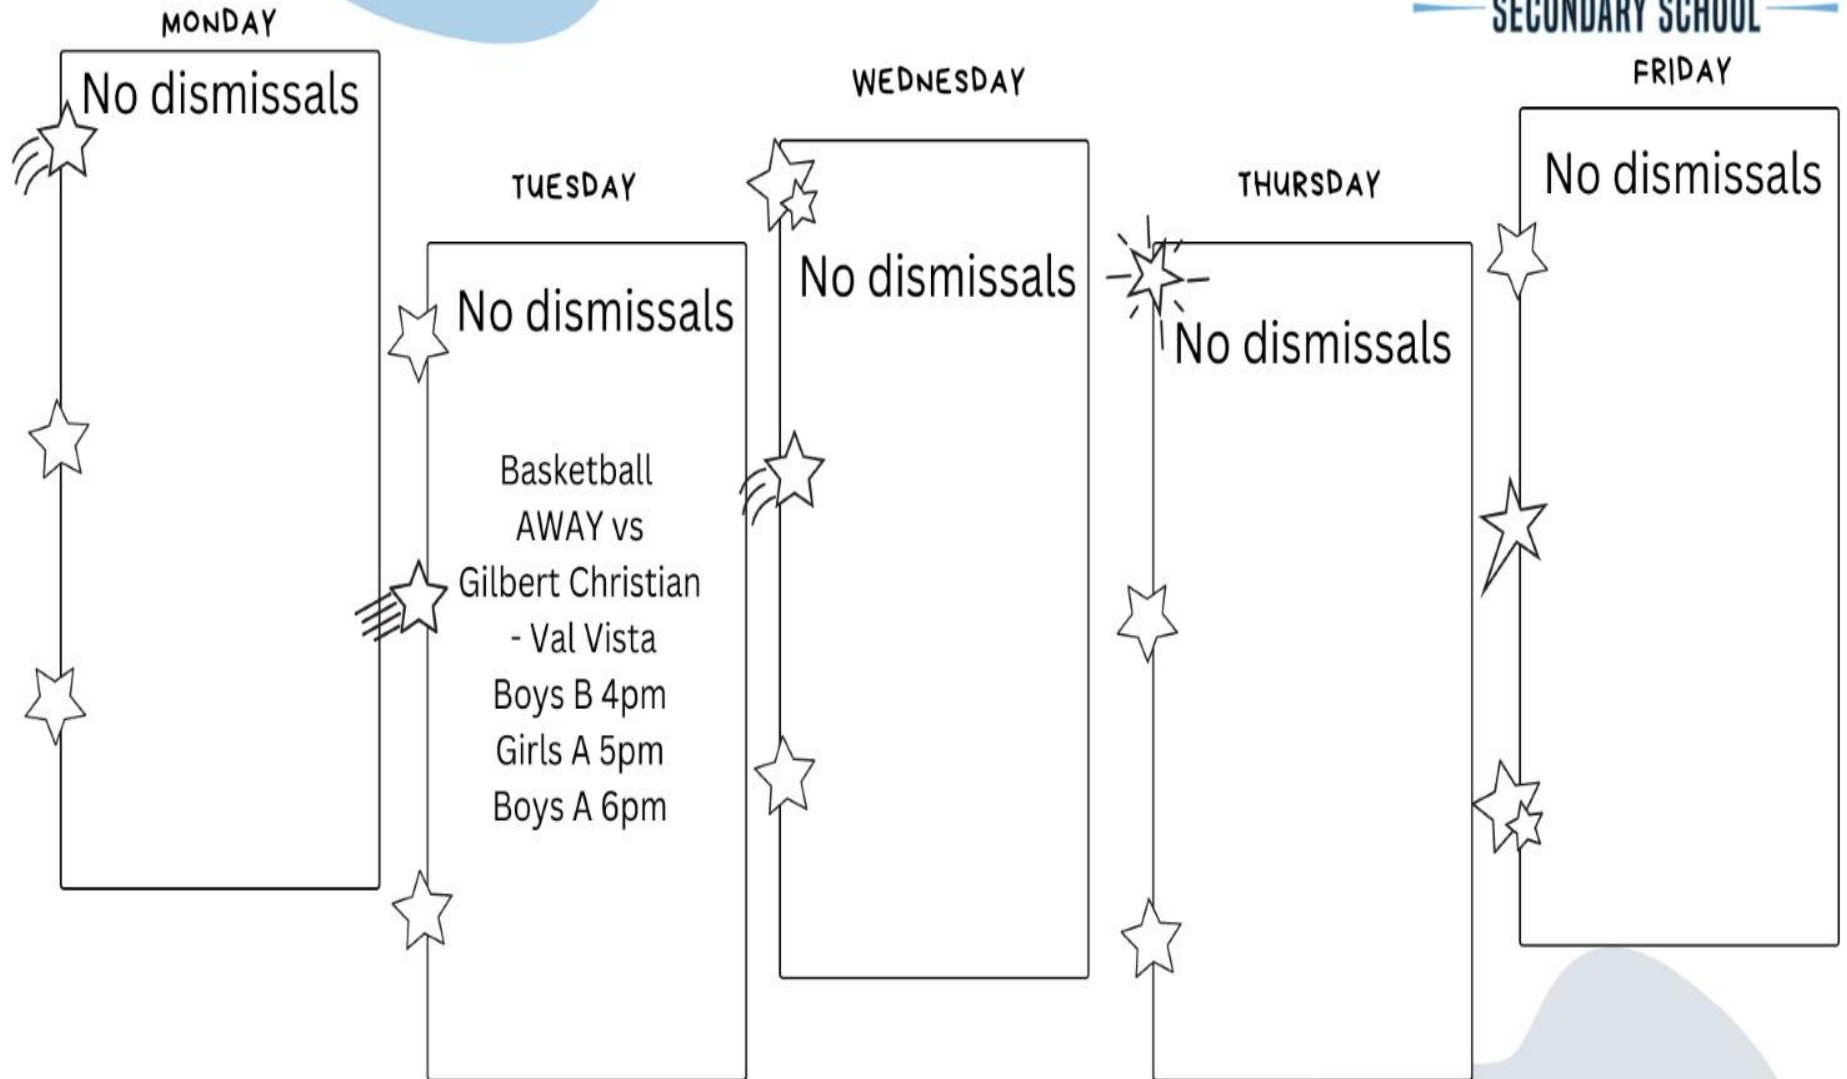 SECONDARY SCHOOL
MONDAY
No dismissals
TUESDAY
No dismissals
Basketball
AWAY vs
Gilbert Christian
- Val Vista
Boys B 4pm
Girls A 5pm
Boys A 6pm
WEDNESDAY
No dismissals
THURSDAY
No dismissals
FRIDAY
No dismissals